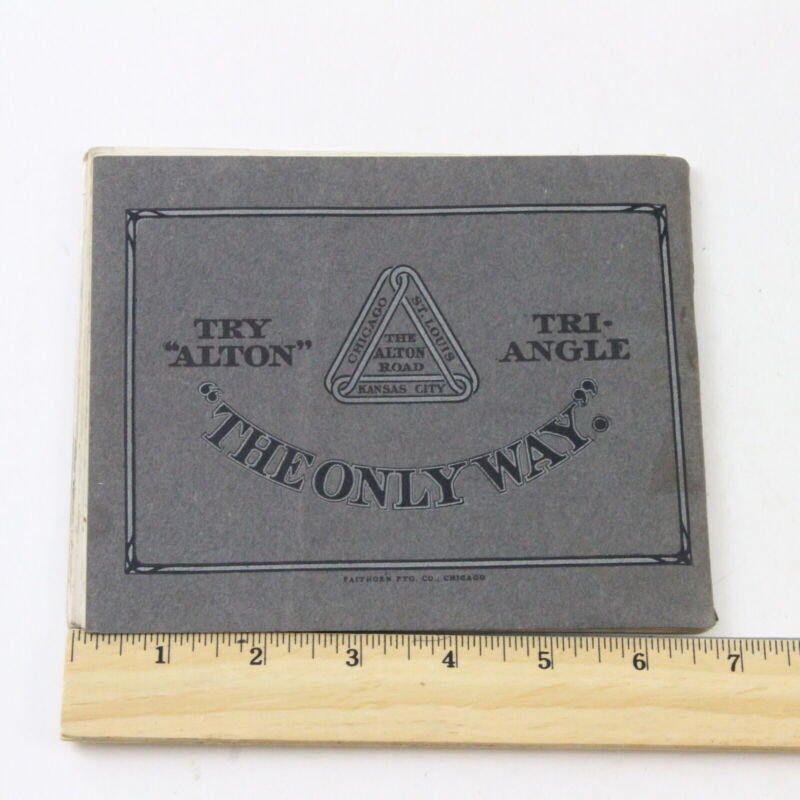 TRY
"ALTON"
CHICAGO
ST. LOUIS
THE
ALTON
ROAD
KANSAS CITY
TRI-
ANGLE
"THE ONLY WAY".
FAITHORN PTG. CO., CHICAGO
1 2 3 4 5 6 7